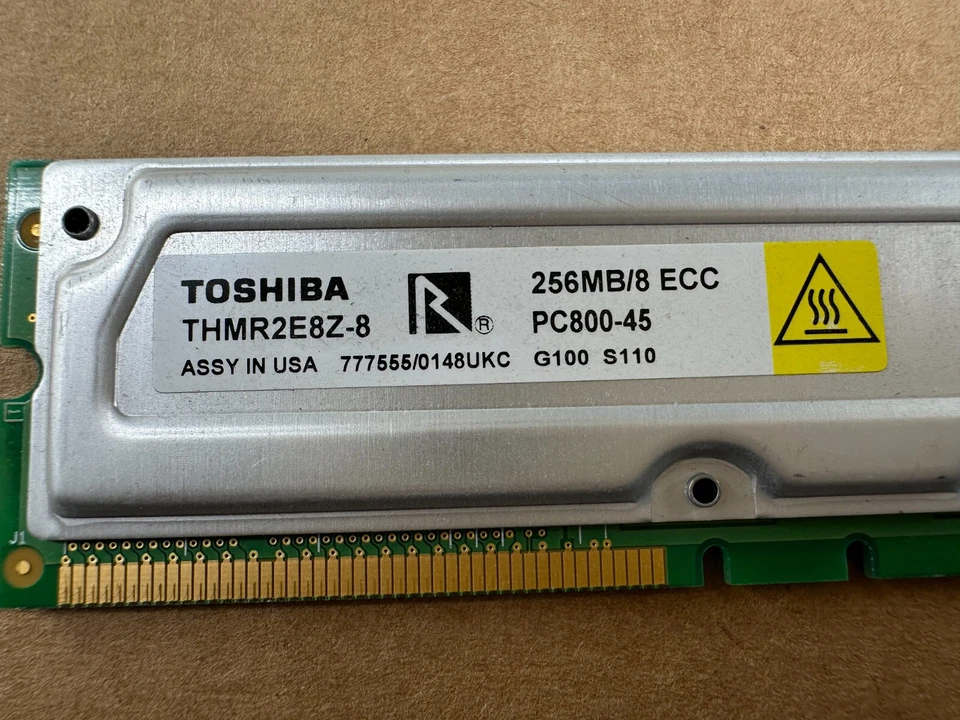 TOSHIBA R® 256MB/8 ECC
THMR2E8Z-8 PC800-45
ASSY IN USA 777555/0148UKC G100 S110
J1